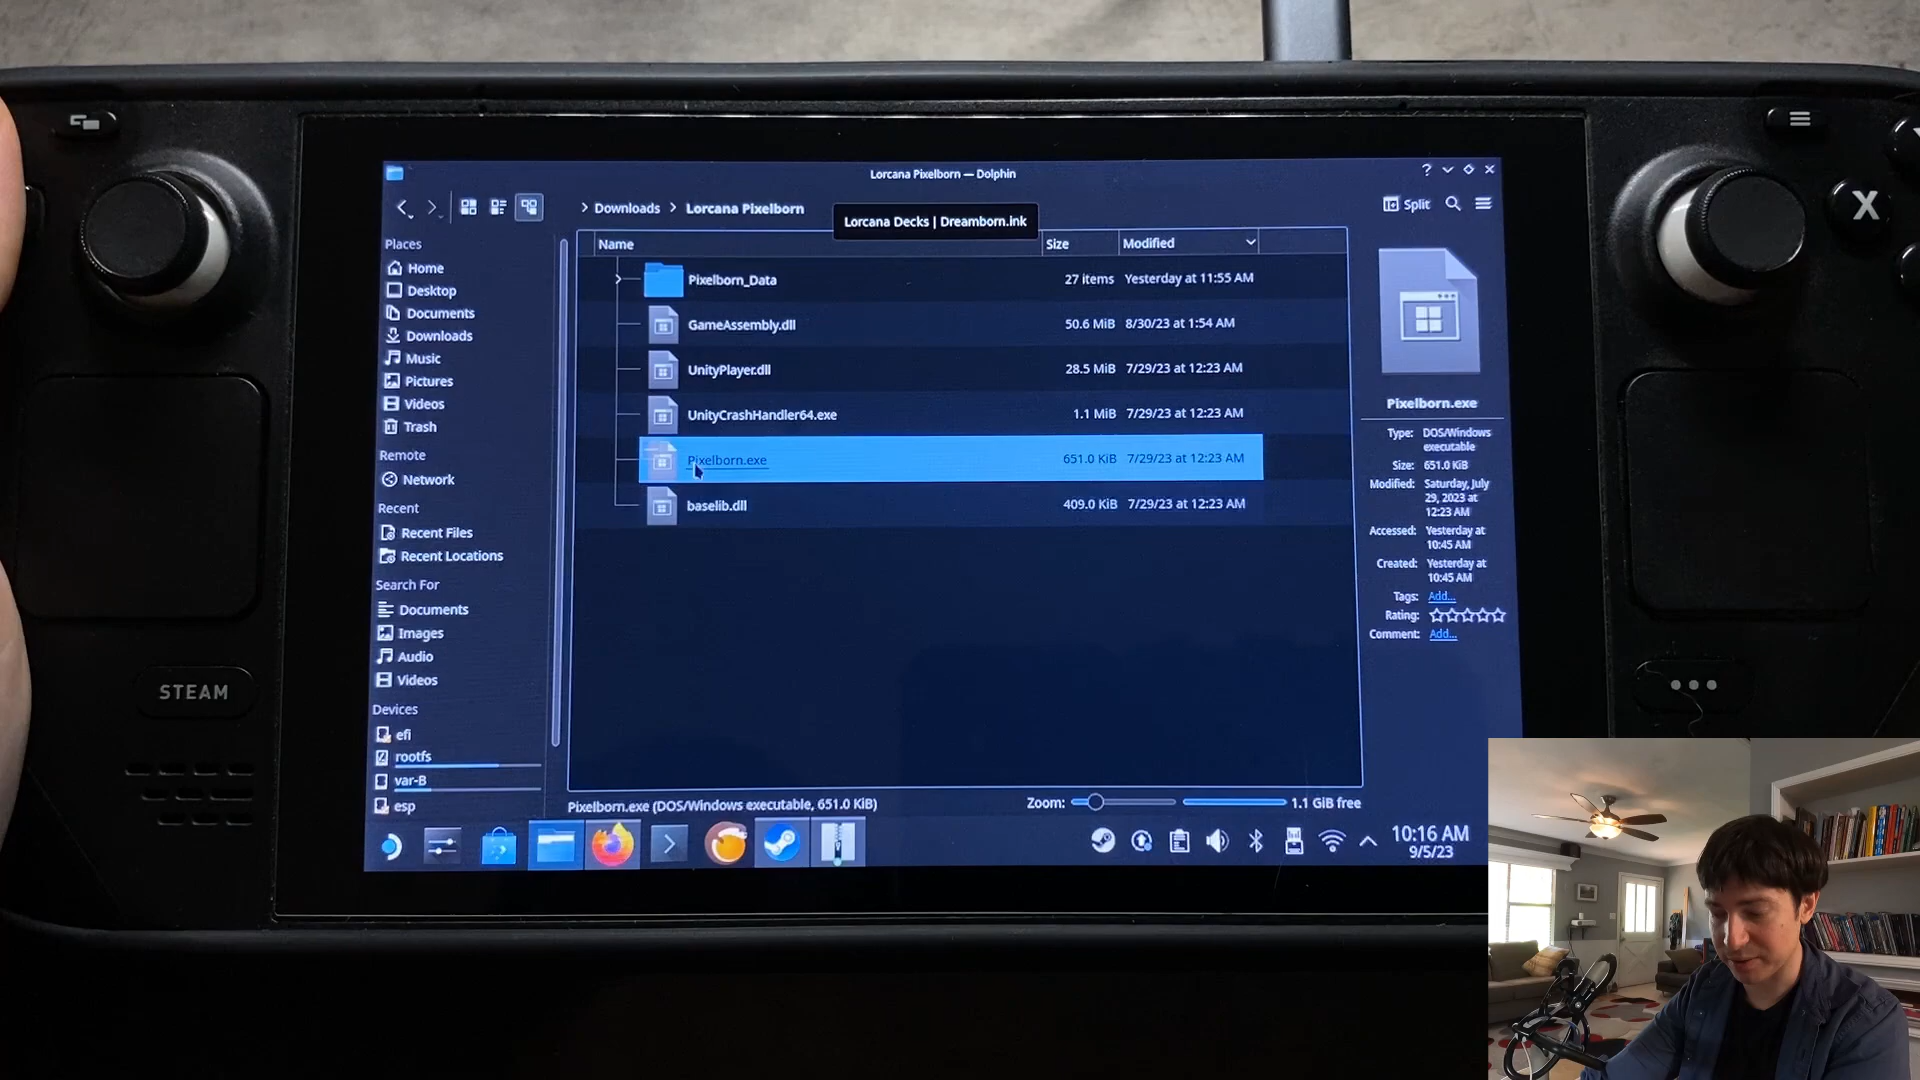 Lorcana Pixelborn — Dolphin
Downloads > Lorcana Pixelborn
Split
Lorcana Decks | Dreamborn.ink
Places
Home
Desktop
Documents
Downloads
Music
Pictures
Videos
Trash
Remote
Network
Recent
Recent Files
Recent Locations
Search For
Documents
Images
Audio
Videos
Devices
efi
rootfs
var-B
esp
Name Size Modified
Pixelborn_Data 27 items Yesterday at 11:55 AM
GameAssembly.dll 50.6 MiB 8/30/23 at 1:54 AM
UnityPlayer.dll 28.5 MiB 7/29/23 at 12:23 AM
UnityCrashHandler64.exe 1.1 MiB 7/29/23 at 12:23 AM
Pixelborn.exe 651.0 KiB 7/29/23 at 12:23 AM
baselib.dll 409.0 KiB 7/29/23 at 12:23 AM
Pixelborn.exe
Type: DOS/Windows
executable
Size: 651.0 KiB
Modified: Saturday, July
29, 2023 at
12:23 AM
Accessed: Yesterday at
10:45 AM
Created: Yesterday at
10:45 AM
Tags: Add...
Rating:
Comment: Add...
Pixelborn.exe (DOS/Windows executable, 651.0 KiB)
Zoom: 1.1 GiB free
10:16 AM
9/5/23
STEAM
X